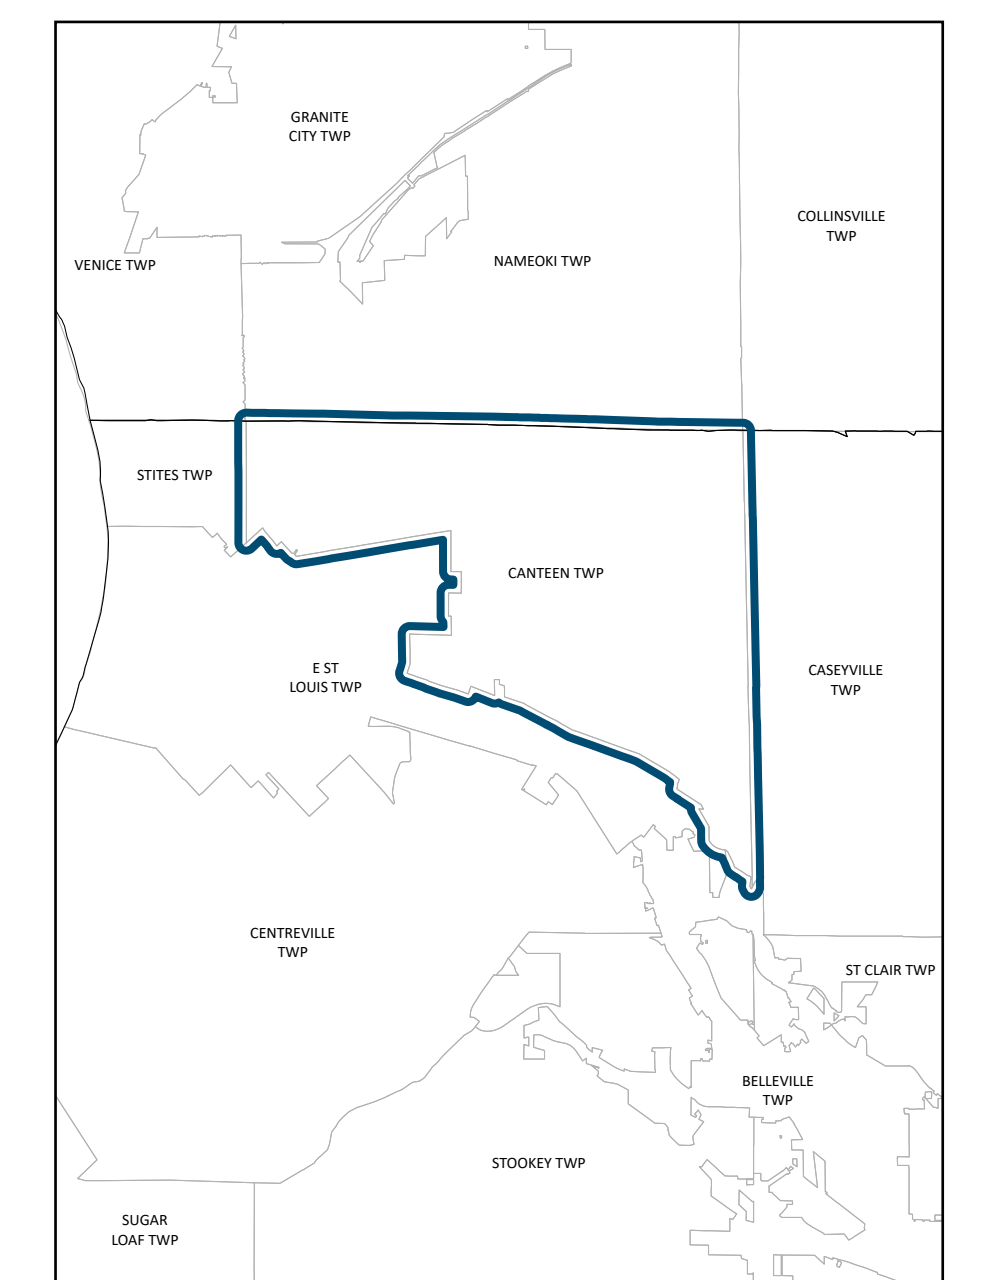 GRANITE
CITY TWP
COLLINSVILLE
TWP
VENICE TWP
NAMEOKI TWP
STITES TWP
CANTEEN TWP
E ST
LOUIS TWP
CASEYVILLE
TWP
CENTREVILLE
TWP
ST CLAIR TWP
BELLEVILLE
TWP
STOOKEY TWP
SUGAR
LOAF TWP